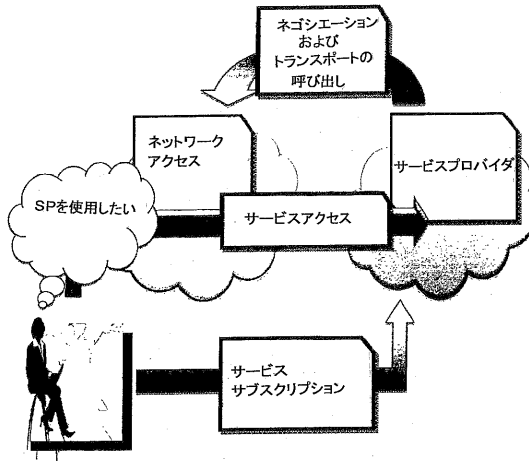 ネゴシエーション
および
トランスポートの
呼び出し
ネットワーク
アクセス
サービスプロバイダ
SPを使用したい
サービスアクセス
サービス
サブスクリプション